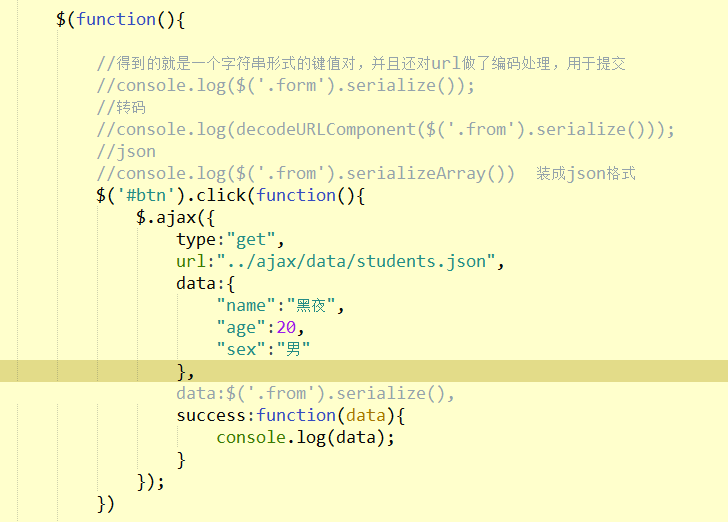 $(function(){
//得到的就是一个字符串形式的键值对，并且还对url做了编码处理，用于提交
//console.log($('.form').serialize());
//转码
//console.log(decodeURLComponent($('.from').serialize()));
//json
//console.log($('.from').serializeArray())  装成json格式
$('#btn').click(function(){
$.ajax({
type:"get",
url:"../ajax/data/students.json",
data:{
"name":"黑夜",
"age":20,
"sex":"男"
},
data:$('.from').serialize(),
success:function(data){
console.log(data);
}
});
})